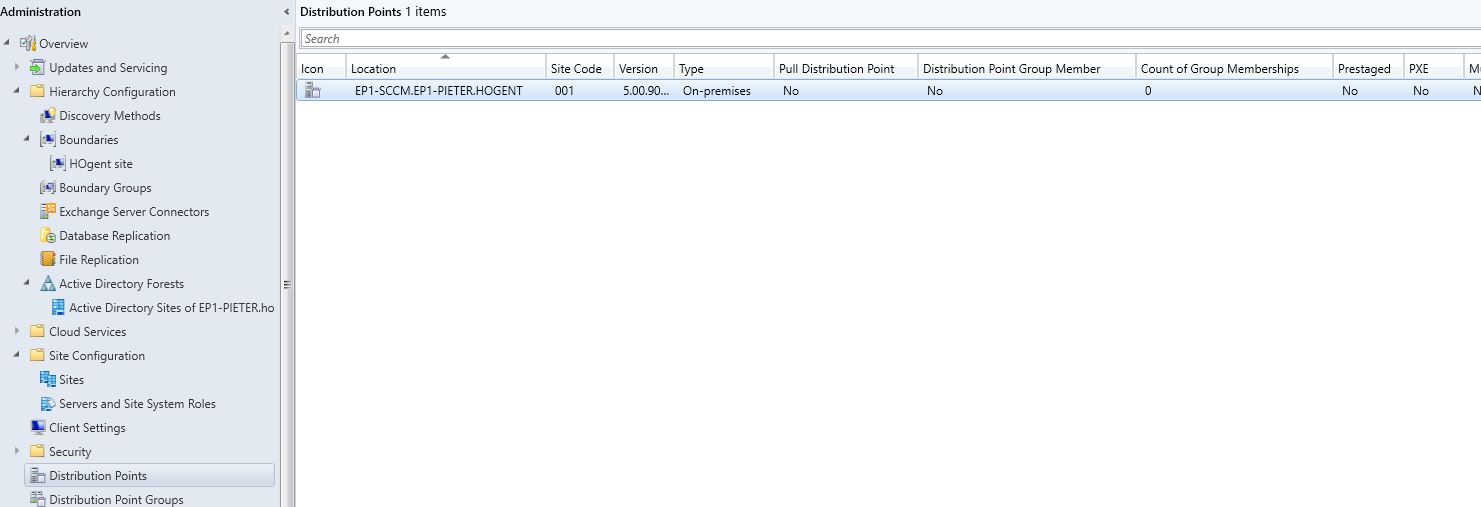 Administration
Overview
Updates and Servicing
Hierarchy Configuration
Discovery Methods
Boundaries
HOgent site
Boundary Groups
Exchange Server Connectors
Database Replication
File Replication
Active Directory Forests
Active Directory Sites of EP1-PIETER.ho
Cloud Services
Site Configuration
Sites
Servers and Site System Roles
Client Settings
Security
Distribution Points
Distribution Point Groups
Distribution Points 1 items
Search
Icon Location Site Code Version Type Pull Distribution Point Distribution Point Group Member Count of Group Memberships Prestaged PXE Mu
EP1-SCCM.EP1-PIETER.HOGENT 001 5.00.90... On-premises No No 0 No No N